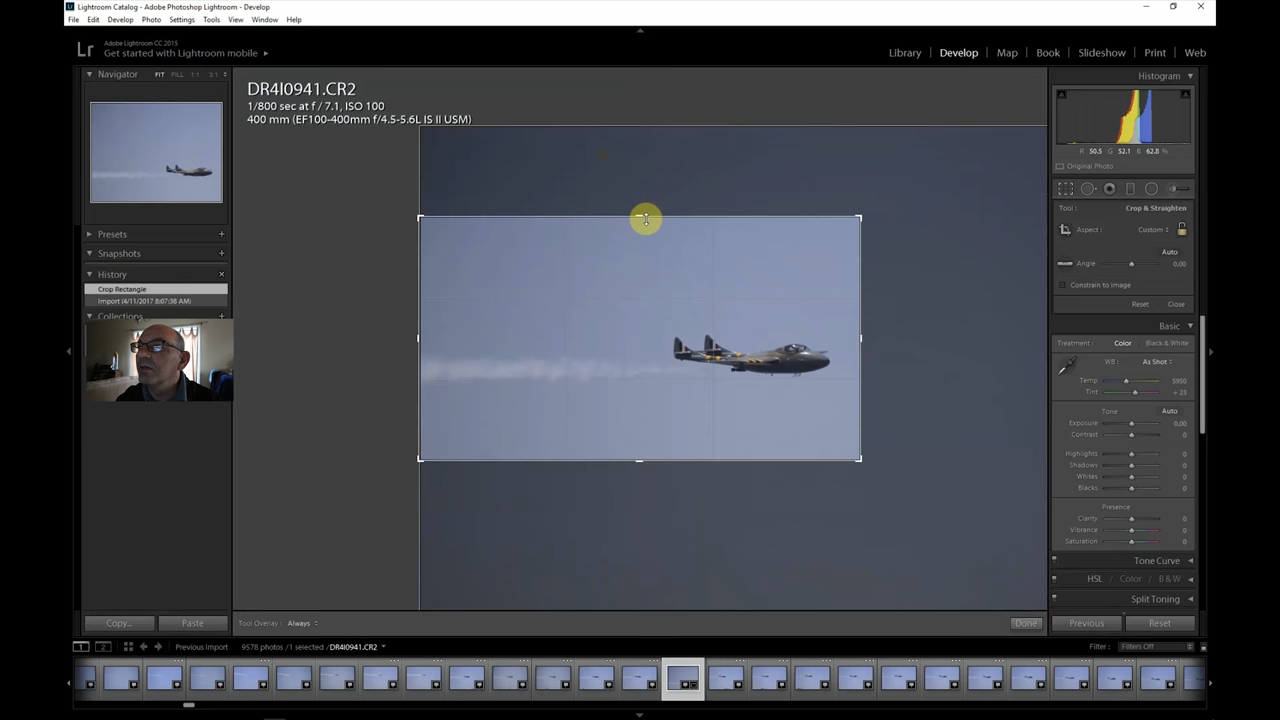 Lightroom Catalog - Adobe Photoshop Lightroom - Develop
File Edit Develop Photo Settings Tools View Window Help
Lr Adobe Lightroom CC 2015
Get started with Lightroom mobile
Library | Develop | Map | Book | Slideshow | Print | Web
Navigator FIT FILL 1:1 3:1
DR4I0941.CR2
1/800 sec at f / 7.1, ISO 100
400 mm (EF100-400mm f/4.5-5.6L IS II USM)
Histogram
R 50.5 G 52.1 B 62.8 %
Original Photo
Tool : Crop & Straighten
Aspect : Custom
Auto
Angle 0.00
Constrain to Image
Reset Close
Presets +
Snapshots +
History ×
Crop Rectangle
Import (4/11/2017 8:07:38 AM)
Collections +
Basic
Treatment : Color | Black & White
WB : As Shot
Temp 5950
Tint + 23
Tone Auto
Exposure 0.00
Contrast 0
Highlights 0
Shadows 0
Whites 0
Blacks 0
Presence
Clarity 0
Vibrance 0
Saturation 0
Tone Curve
HSL / Color / B & W
Split Toning
Copy... Paste
Tool Overlay : Always
Done
Previous Reset
1 2 Previous Import 9578 photos / 1 selected / DR4I0941.CR2
Filter : Filters Off